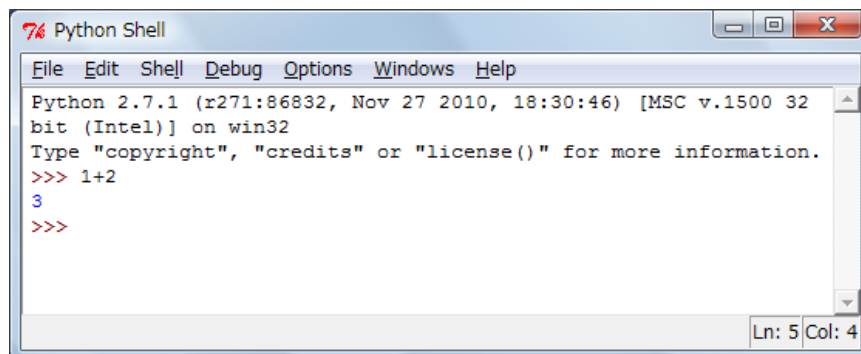 Python Shell
File Edit Shell Debug Options Windows Help
Python 2.7.1 (r271:86832, Nov 27 2010, 18:30:46) [MSC v.1500 32
bit (Intel)] on win32
Type "copyright", "credits" or "license()" for more information.
>>> 1+2
3
>>>
Ln: 5 Col: 4